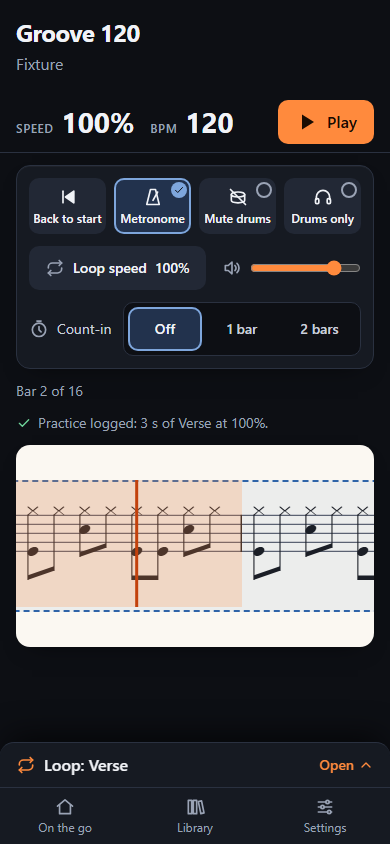 Groove 120
Fixture
SPEED 100% BPM 120
Play
Back to start
Metronome
Mute drums
Drums only
Loop speed 100%
Count-in
Off
1 bar
2 bars
Bar 2 of 16
Practice logged: 3 s of Verse at 100%.
Loop: Verse
Open
On the go
Library
Settings